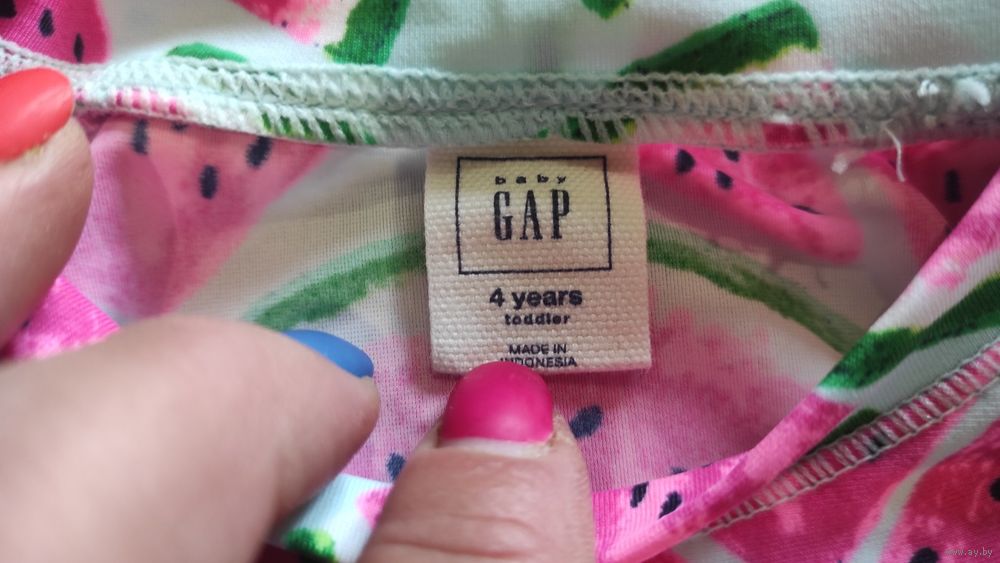 baby
GAP
4 years
toddler
MADE IN
INDONESIA
www.ay.by